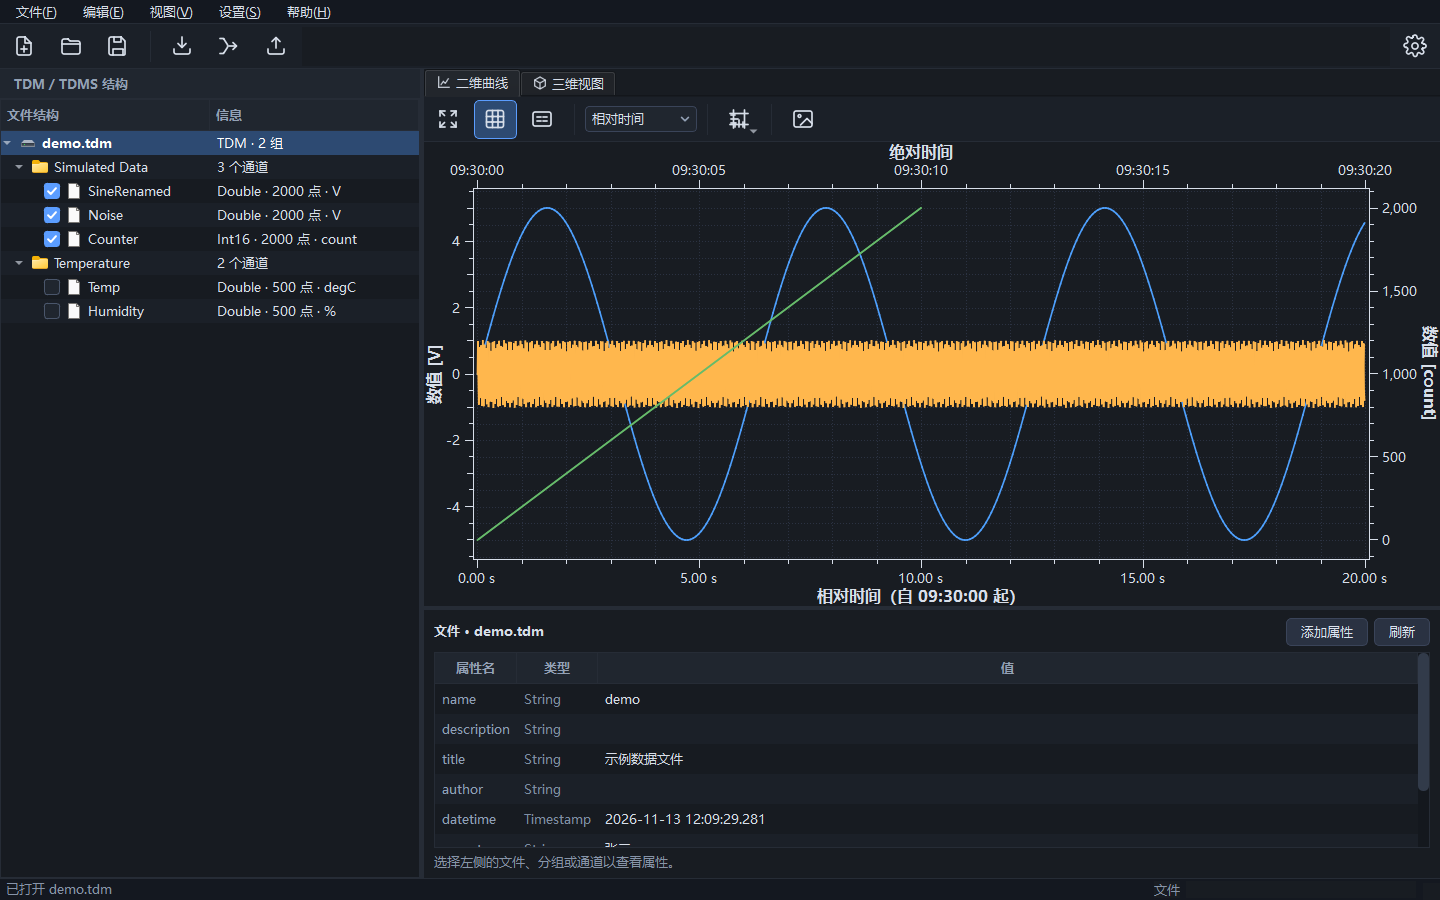 文件(F) 编辑(E) 视图(V) 设置(S) 帮助(H)
TDM / TDMS 结构
文件结构 信息
demo.tdm TDM · 2 组
Simulated Data 3 个通道
SineRenamed Double · 2000 点 · V
Noise Double · 2000 点 · V
Counter Int16 · 2000 点 · count
Temperature 2 个通道
Temp Double · 500 点 · degC
Humidity Double · 500 点 · %
二维曲线 三维视图
相对时间
绝对时间
09:30:00 09:30:05 09:30:10 09:30:15 09:30:20
数值 [V]
4
2
0
-2
-4
2,000
1,500
1,000
500
0
数值 [count]
0.00 s 5.00 s 10.00 s 15.00 s 20.00 s
相对时间 (自 09:30:00 起)
文件 • demo.tdm 添加属性 刷新
属性名 类型 值
name String demo
description String
title String 示例数据文件
author String
datetime Timestamp 2026-11-13 12:09:29.281
选择左侧的文件、分组或通道以查看属性。
已打开 demo.tdm 文件